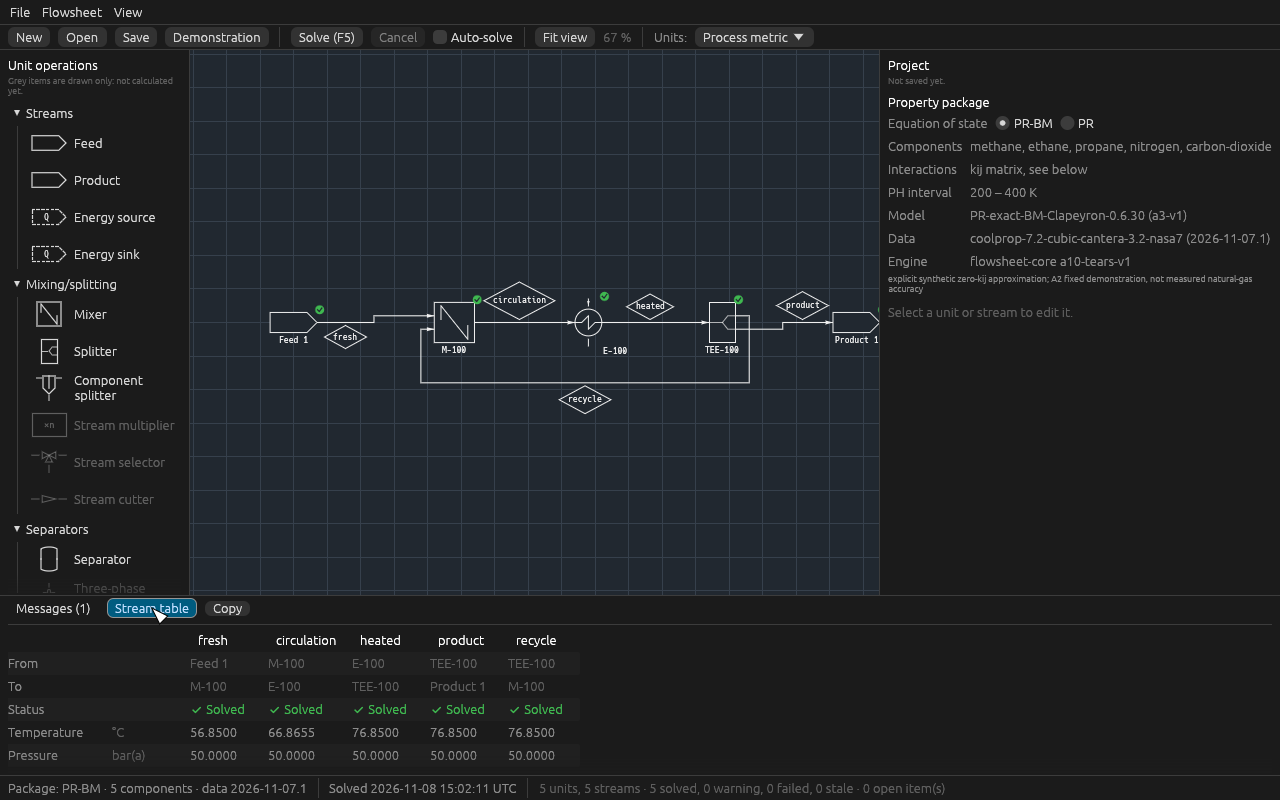 File Flowsheet View
New Open Save Demonstration Solve (F5) Cancel Auto-solve Fit view 67 % Units: Process metric
Unit operations
Grey items are drawn only: not calculated
yet.
Streams
Feed
Product
Q Energy source
Q Energy sink
Mixing/splitting
Mixer
Splitter
Component
splitter
×n Stream multiplier
Stream selector
Stream cutter
Separators
Separator
Three-phase
circulation
heated
product
fresh
Feed 1
M-100
E-100
TEE-100
Product 1
recycle
Project
Not saved yet.
Property package
Equation of state PR-BM PR
Components methane, ethane, propane, nitrogen, carbon-dioxide
Interactions kij matrix, see below
PH interval 200 – 400 K
Model PR-exact-BM-Clapeyron-0.6.30 (a3-v1)
Data coolprop-7.2-cubic-cantera-3.2-nasa7 (2026-11-07.1)
Engine flowsheet-core a10-tears-v1
explicit synthetic zero-kij approximation; A2 fixed demonstration, not measured natural-gas
accuracy
Select a unit or stream to edit it.
Messages (1) Stream table Copy
fresh circulation heated product recycle
From Feed 1 M-100 E-100 TEE-100 TEE-100
To M-100 E-100 TEE-100 Product 1 M-100
Status ✓ Solved ✓ Solved ✓ Solved ✓ Solved ✓ Solved
Temperature °C 56.8500 66.8655 76.8500 76.8500 76.8500
Pressure bar(a) 50.0000 50.0000 50.0000 50.0000 50.0000
Package: PR-BM · 5 components · data 2026-11-07.1 Solved 2026-11-08 15:02:11 UTC 5 units, 5 streams · 5 solved, 0 warning, 0 failed, 0 stale · 0 open item(s)